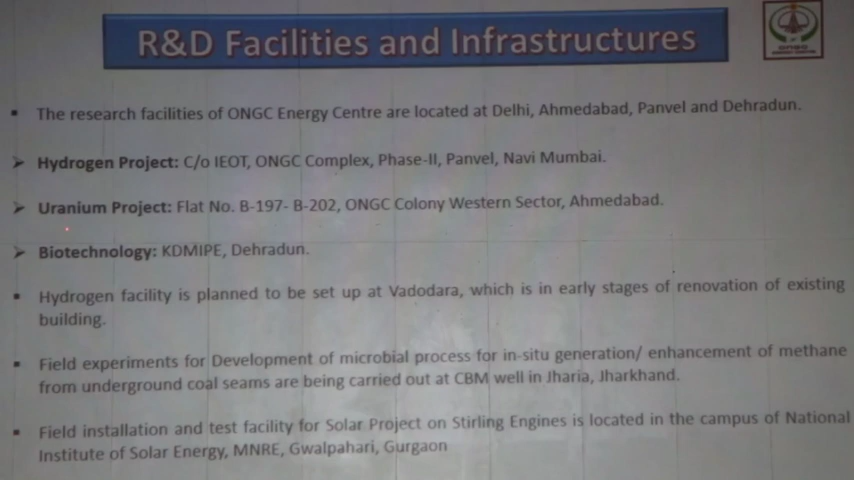 R&D Facilities and Infrastructures
▪ The research facilities of ONGC Energy Centre are located at Delhi, Ahmedabad, Panvel and Dehradun.
➢ Hydrogen Project: C/o IEOT, ONGC Complex, Phase-II, Panvel, Navi Mumbai.
➢ Uranium Project: Flat No. B-197- B-202, ONGC Colony Western Sector, Ahmedabad.
➢ Biotechnology: KDMIPE, Dehradun.
▪ Hydrogen facility is planned to be set up at Vadodara, which is in early stages of renovation of existing
building.
▪ Field experiments for Development of microbial process for in-situ generation/ enhancement of methane
from underground coal seams are being carried out at CBM well in Jharia, Jharkhand.
▪ Field installation and test facility for Solar Project on Stirling Engines is located in the campus of National
Institute of Solar Energy, MNRE, Gwalpahari, Gurgaon